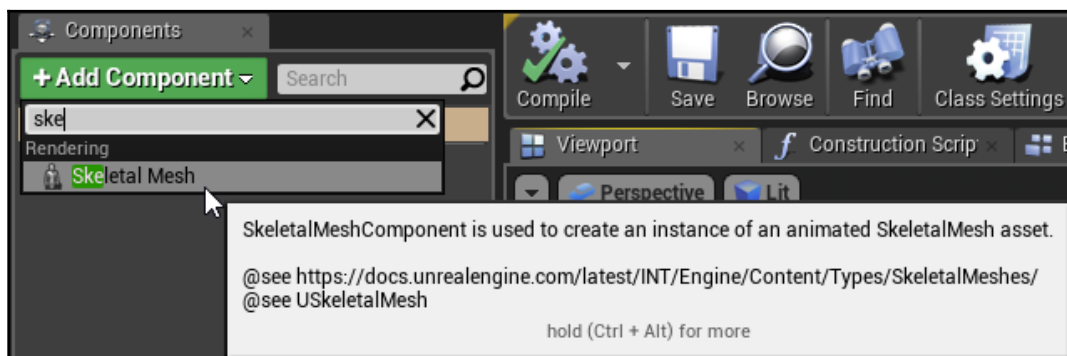 Components
+ Add Component
Search
ske
Rendering
Skeletal Mesh
Compile
Save
Browse
Find
Class Settings
Viewport
f Construction Scrip
E
Perspective
Lit
SkeletalMeshComponent is used to create an instance of an animated SkeletalMesh asset.
@see https://docs.unrealengine.com/latest/INT/Engine/Content/Types/SkeletalMeshes/
@see USkeletalMesh
hold (Ctrl + Alt) for more